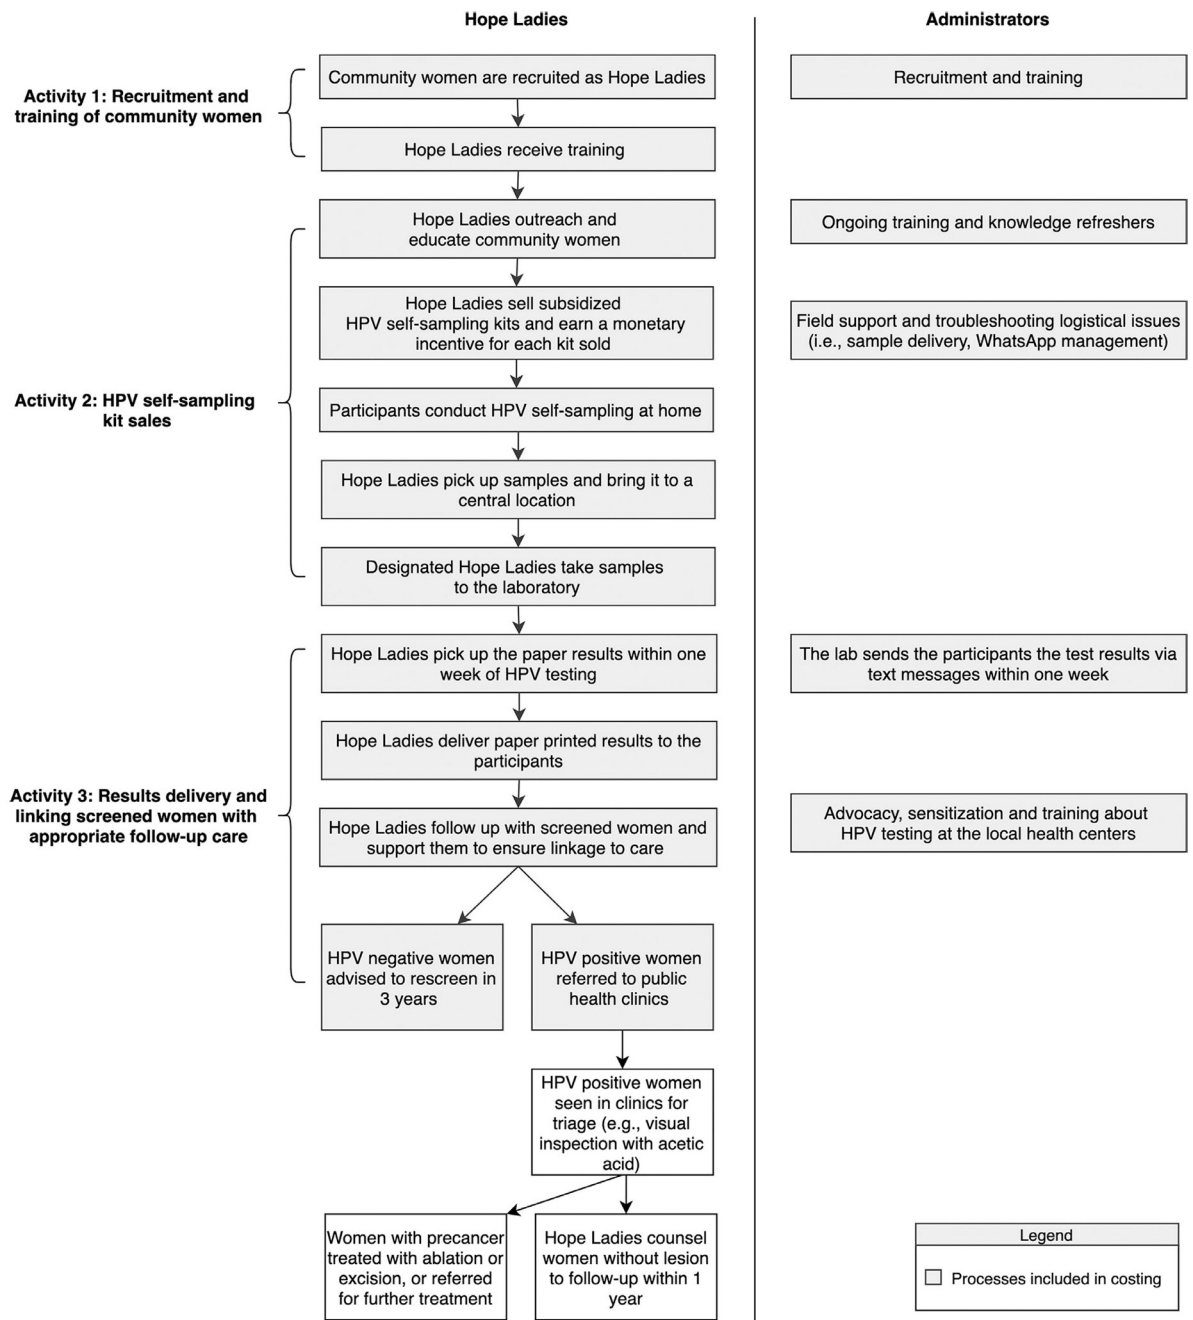 Hope Ladies
Administrators
Activity 1: Recruitment and
training of community women
Community women are recruited as Hope Ladies
Recruitment and training
Hope Ladies receive training
Activity 2: HPV self-sampling
kit sales
Hope Ladies outreach and
educate community women
Ongoing training and knowledge refreshers
Hope Ladies sell subsidized
HPV self-sampling kits and earn a monetary
incentive for each kit sold
Field support and troubleshooting logistical issues
(i.e., sample delivery, WhatsApp management)
Participants conduct HPV self-sampling at home
Hope Ladies pick up samples and bring it to a
central location
Designated Hope Ladies take samples
to the laboratory
Activity 3: Results delivery and
linking screened women with
appropriate follow-up care
Hope Ladies pick up the paper results within one
week of HPV testing
The lab sends the participants the test results via
text messages within one week
Hope Ladies deliver paper printed results to the
participants
Hope Ladies follow up with screened women and
support them to ensure linkage to care
Advocacy, sensitization and training about
HPV testing at the local health centers
HPV negative women
advised to rescreen in
3 years
HPV positive women
referred to public
health clinics
HPV positive women
seen in clinics for
triage (e.g., visual
inspection with acetic
acid)
Women with precancer
treated with ablation or
excision, or referred
for further treatment
Hope Ladies counsel
women without lesion
to follow-up within 1
year
Legend
Processes included in costing